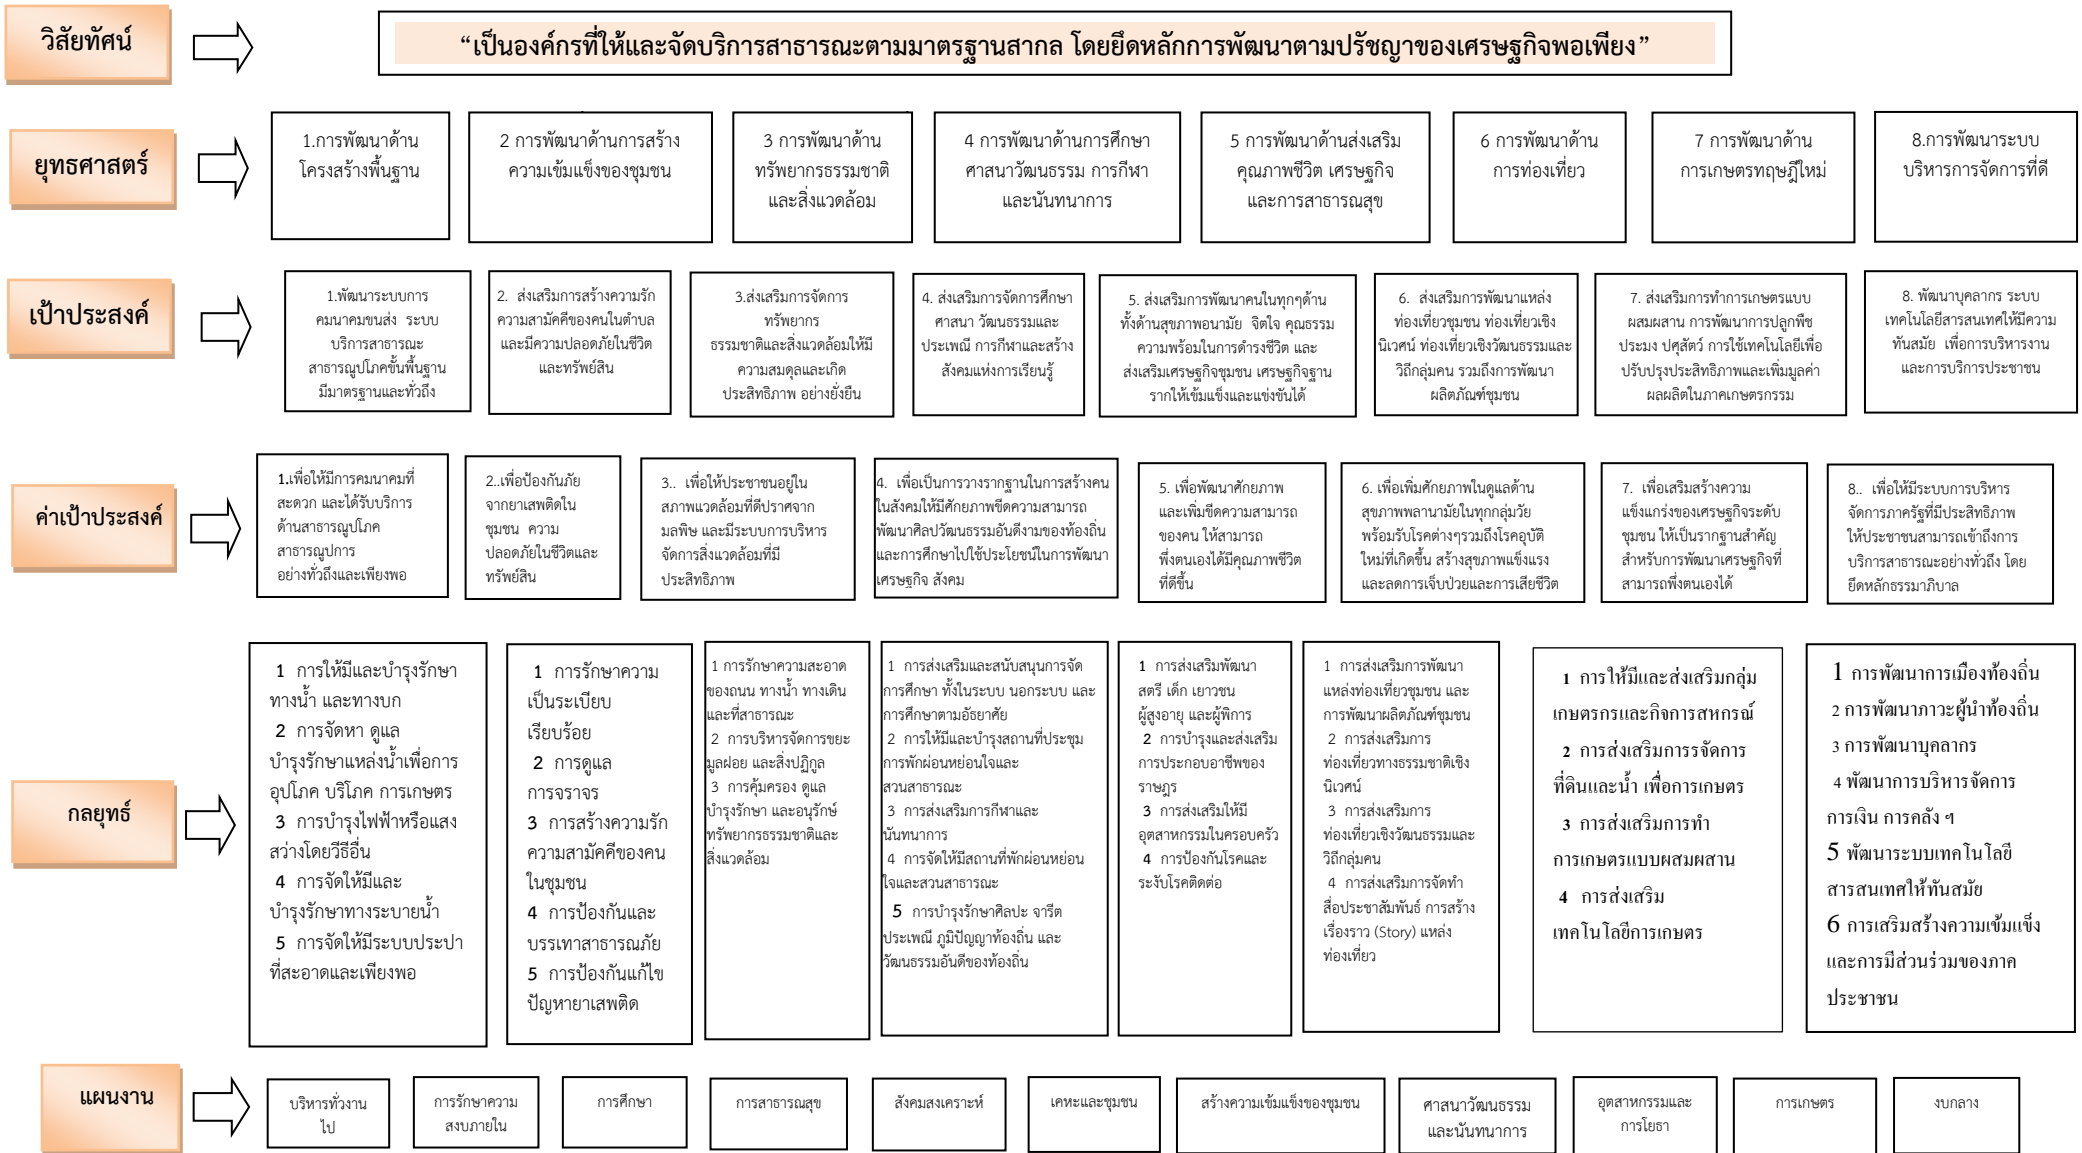 วิสัยทัศน์
“เป็นองค์กรที่ให้และจัดบริการสาธารณะตามมาตรฐานสากล โดยยึดหลักการพัฒนาตามปรัชญาของเศรษฐกิจพอเพียง”
ยุทธศาสตร์
1.การพัฒนาด้าน
โครงสร้างพื้นฐาน
2 การพัฒนาด้านการสร้าง
ความเข้มแข็งของชุมชน
3 การพัฒนาด้าน
ทรัพยากรธรรมชาติ
และสิ่งแวดล้อม
4 การพัฒนาด้านการศึกษา
ศาสนาวัฒนธรรม การกีฬา
และนันทนาการ
5 การพัฒนาด้านส่งเสริม
คุณภาพชีวิต เศรษฐกิจ
และการสาธารณสุข
6 การพัฒนาด้าน
การท่องเที่ยว
7 การพัฒนาด้าน
การเกษตรทฤษฎีใหม่
8.การพัฒนาระบบ
บริหารการจัดการที่ดี
เป้าประสงค์
1.พัฒนาระบบการ
คมนาคมขนส่ง ระบบ
บริการสาธารณะ
สาธารณูปโภคขั้นพื้นฐาน
มีมาตรฐานและทั่วถึง
2. ส่งเสริมการสร้างความรัก
ความสามัคคีของคนในตำบล
และมีความปลอดภัยในชีวิต
และทรัพย์สิน
3.ส่งเสริมการจัดการ
ทรัพยากร
ธรรมชาติและสิ่งแวดล้อมให้มี
ความสมดุลและเกิด
ประสิทธิภาพ อย่างยั่งยืน
4. ส่งเสริมการจัดการศึกษา
ศาสนา วัฒนธรรมและ
ประเพณี การกีฬาและสร้าง
สังคมแห่งการเรียนรู้
5. ส่งเสริมการพัฒนาคนในทุกๆด้าน
ทั้งด้านสุขภาพอนามัย จิตใจ คุณธรรม
ความพร้อมในการดำรงชีวิต และ
ส่งเสริมเศรษฐกิจชุมชน เศรษฐกิจฐาน
รากให้เข้มแข็งและแข่งขันได้
6. ส่งเสริมการพัฒนาแหล่ง
ท่องเที่ยวชุมชน ท่องเที่ยวเชิง
นิเวศน์ ท่องเที่ยวเชิงวัฒนธรรมและ
วิถีกลุ่มคน รวมถึงการพัฒนา
ผลิตภัณฑ์ชุมชน
7. ส่งเสริมการทำการเกษตรแบบ
ผสมผสาน การพัฒนาการปลูกพืช
ประมง ปศุสัตว์ การใช้เทคโนโลยีเพื่อ
ปรับปรุงประสิทธิภาพและเพิ่มมูลค่า
ผลผลิตในภาคเกษตรกรรม
8. พัฒนาบุคลากร ระบบ
เทคโนโลยีสารสนเทศให้มีความ
ทันสมัย เพื่อการบริหารงาน
และการบริการประชาชน
ค่าเป้าประสงค์
1.เพื่อให้มีการคมนาคมที่
สะดวก และได้รับบริการ
ด้านสาธารณูปโภค
สาธารณูปการ
อย่างทั่วถึงและเพียงพอ
2..เพื่อป้องกันภัย
จากยาเสพติดใน
ชุมชน ความ
ปลอดภัยในชีวิตและ
ทรัพย์สิน
3.. เพื่อให้ประชาชนอยู่ใน
สภาพแวดล้อมที่ดีปราศจาก
มลพิษ และมีระบบการบริหาร
จัดการสิ่งแวดล้อมที่มี
ประสิทธิภาพ
4. เพื่อเป็นการวางรากฐานในการสร้างคน
ในสังคมให้มีศักยภาพขีดความสามารถ
พัฒนาศิลปวัฒนธรรมอันดีงามของท้องถิ่น
และการศึกษาไปใช้ประโยชน์ในการพัฒนา
เศรษฐกิจ สังคม
5. เพื่อพัฒนาศักยภาพ
และเพิ่มขีดความสามารถ
ของคน ให้สามารถ
พึ่งตนเองได้มีคุณภาพชีวิต
ที่ดีขึ้น
6. เพื่อเพิ่มศักยภาพในดูแลด้าน
สุขภาพพลานามัยในทุกกลุ่มวัย
พร้อมรับโรคต่างๆรวมถึงโรคอุบัติ
ใหม่ที่เกิดขึ้น สร้างสุขภาพแข็งแรง
และลดการเจ็บป่วยและการเสียชีวิต
7. เพื่อเสริมสร้างความ
แข็งแกร่งของเศรษฐกิจระดับ
ชุมชน ให้เป็นรากฐานสำคัญ
สำหรับการพัฒนาเศรษฐกิจที่
สามารถพึ่งตนเองได้
8.. เพื่อให้มีระบบการบริหาร
จัดการภาครัฐที่มีประสิทธิภาพ
ให้ประชาชนสามารถเข้าถึงการ
บริการสาธารณะอย่างทั่วถึง โดย
ยึดหลักธรรมาภิบาล
กลยุทธ์
1 การให้มีและบำรุงรักษา
ทางน้ำ และทางบก
2 การจัดหา ดูแล
บำรุงรักษาแหล่งน้ำเพื่อการ
อุปโภค บริโภค การเกษตร
3 การบำรุงไฟฟ้าหรือแสง
สว่างโดยวีธีอื่น
4 การจัดให้มีและ
บำรุงรักษาทางระบายน้ำ
5 การจัดให้มีระบบประปา
ที่สะอาดและเพียงพอ
1 การรักษาความ
เป็นระเบียบ
เรียบร้อย
2 การดูแล
การจราจร
3 การสร้างความรัก
ความสามัคคีของคน
ในชุมชน
4 การป้องกันและ
บรรเทาสาธารณภัย
5 การป้องกันแก้ไข
ปัญหายาเสพติด
1 การรักษาความสะอาด
ของถนน ทางน้ำ ทางเดิน
และที่สาธารณะ
2 การบริหารจัดการขยะ
มูลฝอย และสิ่งปฏิกูล
3 การคุ้มครอง ดูแล
บำรุงรักษา และอนุรักษ์
ทรัพยากรธรรมชาติและ
สิ่งแวดล้อม
1 การส่งเสริมและสนับสนุนการจัด
การศึกษา ทั้งในระบบ นอกระบบ และ
การศึกษาตามอัธยาศัย
2 การให้มีและบำรุงสถานที่ประชุม
การพักผ่อนหย่อนใจและ
สวนสาธารณะ
3 การส่งเสริมการกีฬาและ
นันทนาการ
4 การจัดให้มีสถานที่พักผ่อนหย่อน
ใจและสวนสาธารณะ
5 การบำรุงรักษาศิลปะ จารีต
ประเพณี ภูมิปัญญาท้องถิ่น และ
วัฒนธรรมอันดีของท้องถิ่น
1 การส่งเสริมพัฒนา
สตรี เด็ก เยาวชน
ผู้สูงอายุ และผู้พิการ
2 การบำรุงและส่งเสริม
การประกอบอาชีพของ
ราษฎร
3 การส่งเสริมให้มี
อุตสาหกรรมในครอบครัว
4 การป้องกันโรคและ
ระงับโรคติดต่อ
1 การส่งเสริมการพัฒนา
แหล่งท่องเที่ยวชุมชน และ
การพัฒนาผลิตภัณฑ์ชุมชน
2 การส่งเสริมการ
ท่องเที่ยวทางธรรมชาติเชิง
นิเวศน์
3 การส่งเสริมการ
ท่องเที่ยวเชิงวัฒนธรรมและ
วิถีกลุ่มคน
4 การส่งเสริมการจัดทำ
สื่อประชาสัมพันธ์ การสร้าง
เรื่องราว (Story) แหล่ง
ท่องเที่ยว
1 การให้มีและส่งเสริมกลุ่ม
เกษตรกรและกิจการสหกรณ์
2 การส่งเสริมการรจัดการ
ที่ดินและน้ำ เพื่อการเกษตร
3 การส่งเสริมการทำ
การเกษตรแบบผสมผสาน
4 การส่งเสริม
เทคโนโลยีการเกษตร
1 การพัฒนาการเมืองท้องถิ่น
2 การพัฒนาภาวะผู้นำท้องถิ่น
3 การพัฒนาบุคลากร
4 พัฒนาการบริหารจัดการ
การเงิน การคลัง ฯ
5 พัฒนาระบบเทคโนโลยี
สารสนเทศให้ทันสมัย
6 การเสริมสร้างความเข้มแข็ง
และการมีส่วนร่วมของภาค
ประชาชน
แผนงาน
บริหารทั่วงาน
ไป
การรักษาความ
สงบภายใน
การศึกษา
การสาธารณสุข
สังคมสงเคราะห์
เคหะและชุมชน
สร้างความเข้มแข็งของชุมชน
ศาสนาวัฒนธรรม
และนันทนาการ
อุตสาหกรรมและ
การโยธา
การเกษตร
งบกลาง